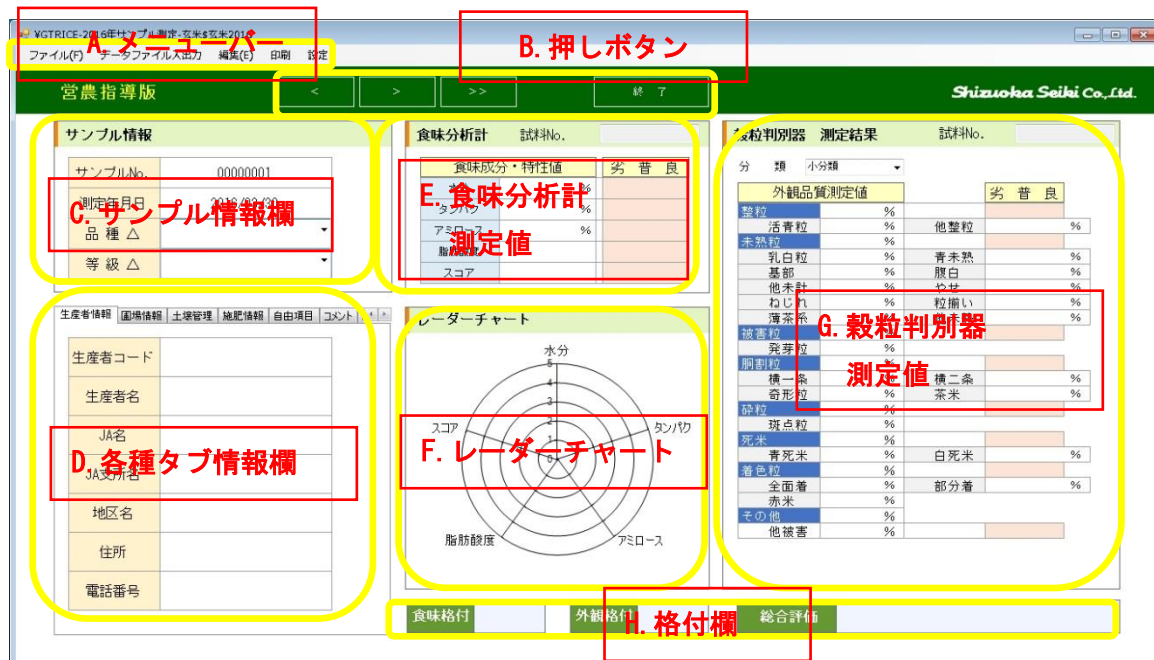 ¥GTRICE-2016年サンプル測定-玄米$玄米2016
A.メニューバー
ファイル(F) データファイル入出力 編集(E) 印刷 設定
B.押しボタン
営農指導版
< > >> 終 了
Shizuoka Seiki Co.,Ltd.
サンプル情報
サンプルNo. 00000001
測定年月日
C.サンプル情報欄
品 種 △
等 級 △
食味分析計 試料No.
食味成分・特性値 劣 普 良
%
E.食味分析計
測定値
タンパク %
アミロース %
脂肪酸度
スコア
穀粒判別器 測定結果 試料No.
分 類 小分類
外観品質測定値 劣 普 良
整粒 %
活青粒 % 他整粒 %
未熟粒 %
乳白粒 % 青未熟 %
基部 % 腹白 %
他未計 % やせ %
ねじれ % 粒揃い %
薄茶系 % %
G.穀粒判別器
測定値
被害粒 %
発芽粒 %
胴割粒 %
横一条 % 横二条 %
奇形粒 % 茶米 %
砕粒 %
斑点粒 %
死米 %
青死米 % 白死米 %
着色粒 %
全面着 % 部分着 %
赤米 %
その他 %
他被害 %
生産者情報 圃場情報 土壌管理 施肥情報 自由項目 コメント
生産者コード
生産者名
JA名
D.各種タブ情報欄
JA支所名
地区名
住所
電話番号
レーダーチャート
水分
5
4
3
2
1
0
スコア
タンパク
F.レーダーチャート
脂肪酸度
アミロース
食味格付 外観格付 総合評価
H.格付欄